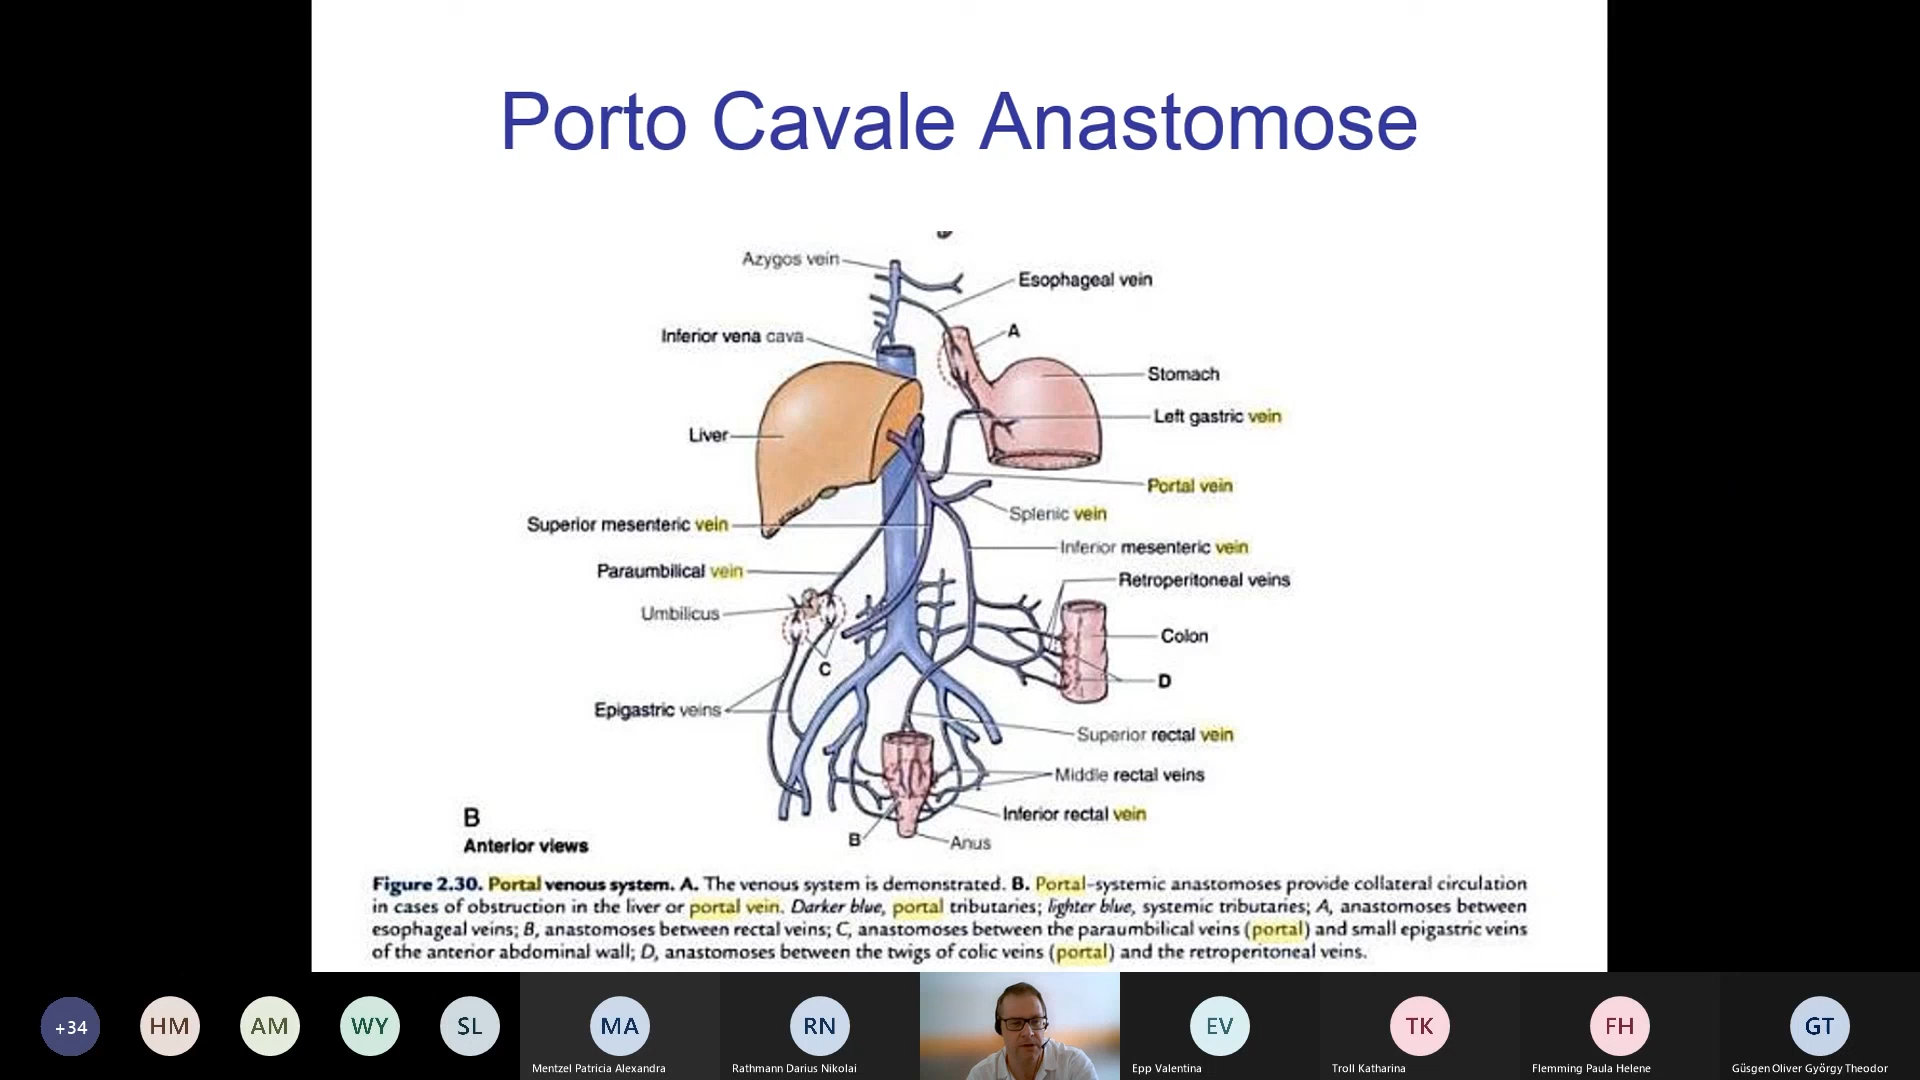 Porto Cavale Anastomose
Azygos vein
Esophageal vein
Inferior vena cava
A
Stomach
Left gastric vein
Liver
Portal vein
Splenic vein
Superior mesenteric vein
Inferior mesenteric vein
Paraumbilical vein
Retroperitoneal veins
Umbilicus
Colon
C
D
Epigastric veins
Superior rectal vein
Middle rectal veins
Inferior rectal vein
B
B
Anus
Anterior views
Figure 2.30. Portal venous system. A. The venous system is demonstrated. B. Portal-systemic anastomoses provide collateral circulation
in cases of obstruction in the liver or portal vein. Darker blue, portal tributaries; lighter blue, systemic tributaries; A, anastomoses between
esophageal veins; B, anastomoses between rectal veins; C, anastomoses between the paraumbilical veins (portal) and small epigastric veins
of the anterior abdominal wall; D, anastomoses between the twigs of colic veins (portal) and the retroperitoneal veins.
+34
HM
AM
WY
SL
MA
RN
EV
TK
FH
GT
Mentzel Patricia Alexandra
Rathmann Darius Nikolai
Epp Valentina
Troll Katharina
Flemming Paula Helene
Güsgen Oliver György Theodor